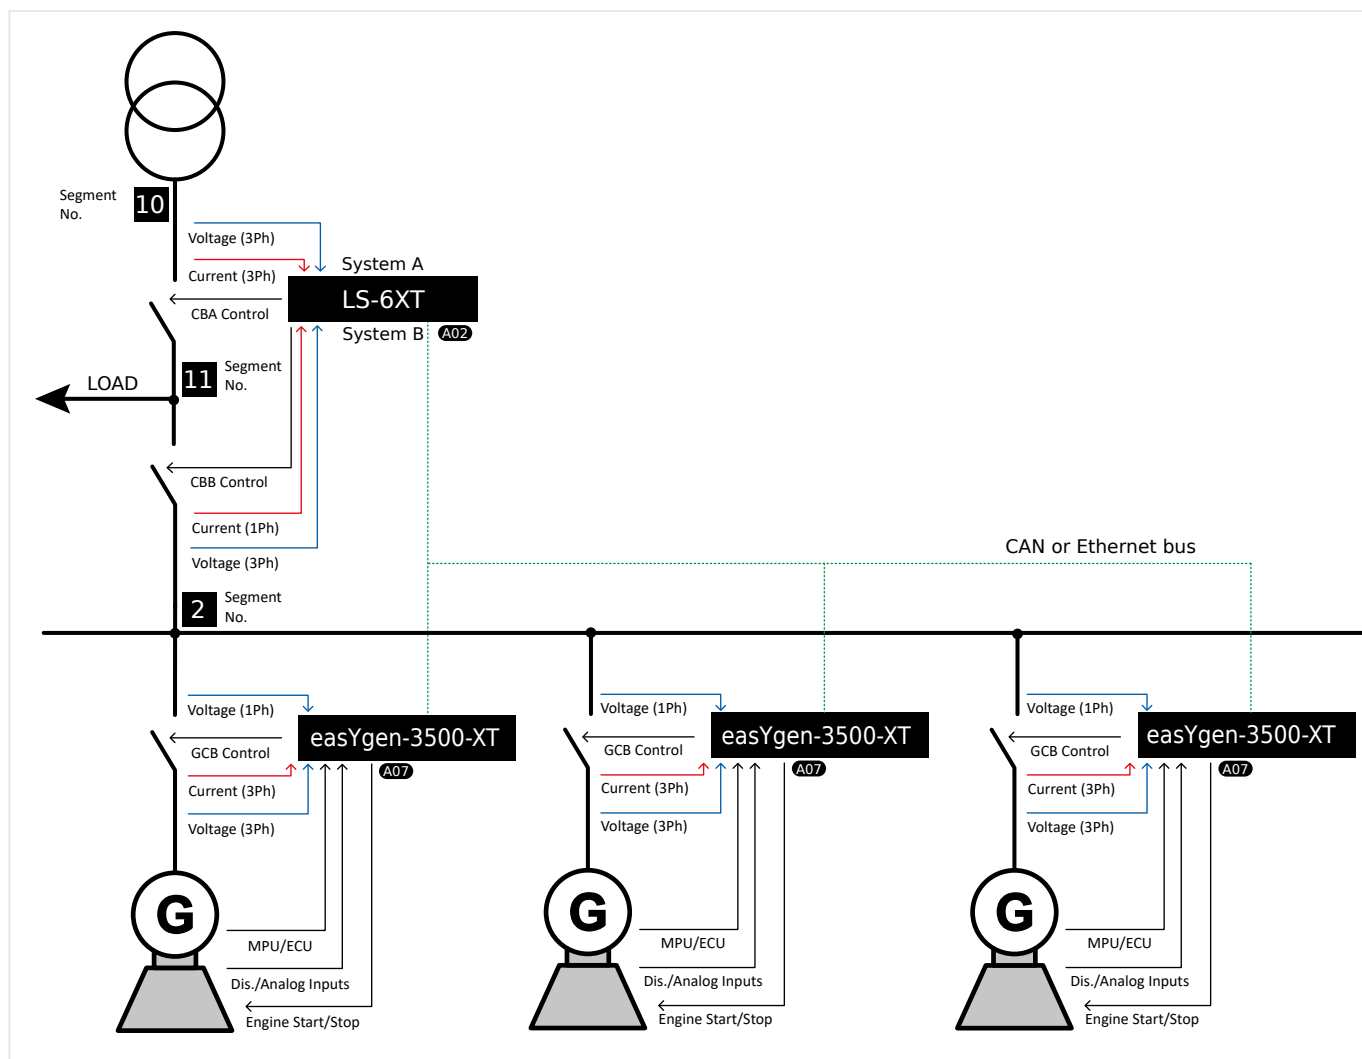 Segment
No.
10
Voltage (3Ph)
System A
Current (3Ph)
LS-6XT
CBA Control
System B
A02
11
Segment
No.
LOAD
CBB Control
Current (1Ph)
CAN or Ethernet bus
Voltage (3Ph)
2
Segment
No.
Voltage (1Ph)
easYgen-3500-XT
GCB Control
A07
Current (3Ph)
Voltage (3Ph)
G
MPU/ECU
Dis./Analog Inputs
Engine Start/Stop
Voltage (1Ph)
easYgen-3500-XT
GCB Control
A07
Current (3Ph)
Voltage (3Ph)
G
MPU/ECU
Dis./Analog Inputs
Engine Start/Stop
Voltage (1Ph)
easYgen-3500-XT
GCB Control
A07
Current (3Ph)
Voltage (3Ph)
G
MPU/ECU
Dis./Analog Inputs
Engine Start/Stop